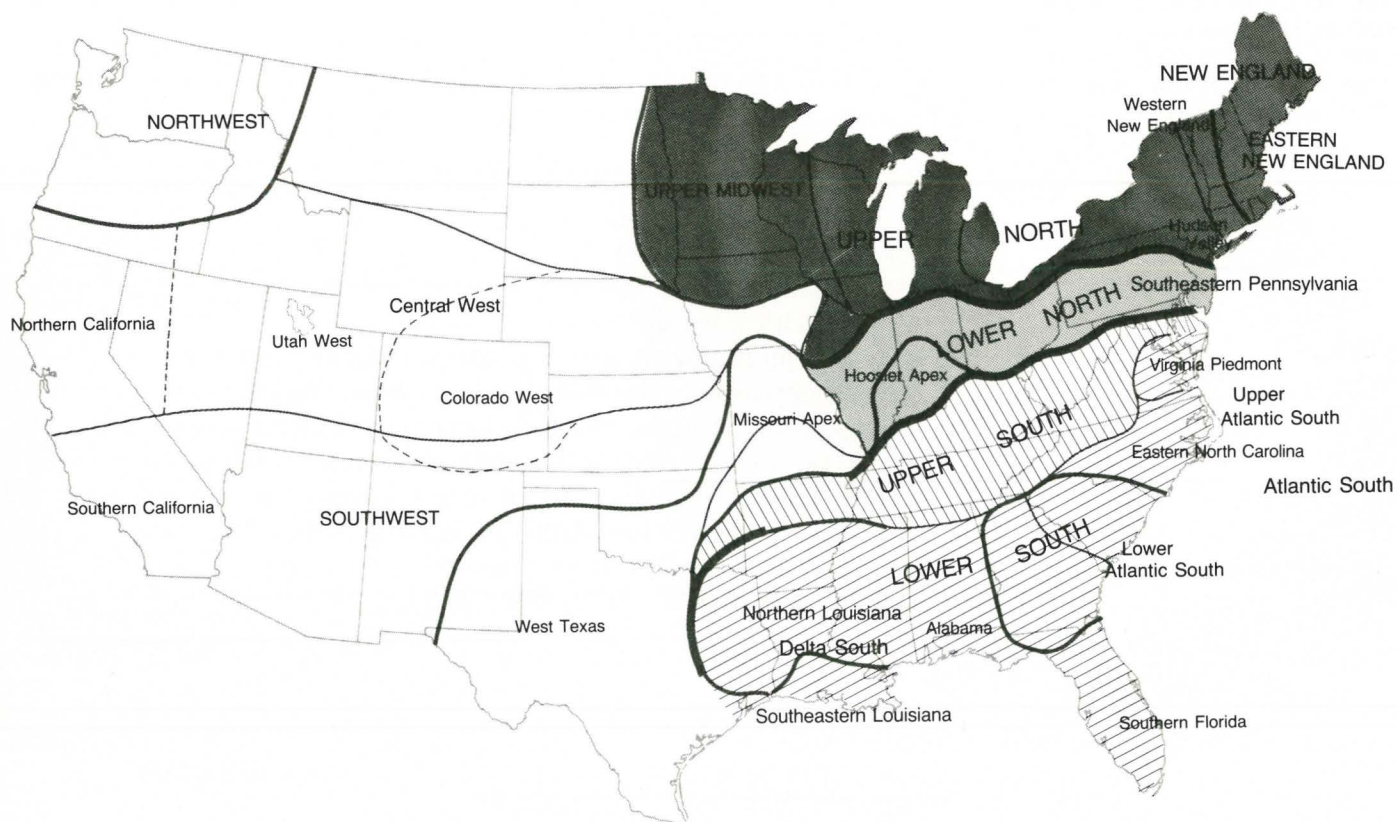 NEW ENGLAND
Western
New England
EASTERN
NEW ENGLAND
NORTHWEST
UPPER MIDWEST
UPPER NORTH
Hudson
Valley
Southeastern Pennsylvania
Central West
Northern California
Utah West
LOWER NORTH
Hoosier Apex
Virginia Piedmont
Colorado West
Missouri Apex
Upper
Atlantic South
UPPER SOUTH
Eastern North Carolina
Atlantic South
Southern California
SOUTHWEST
LOWER SOUTH
Lower
Atlantic South
Northern Louisiana
West Texas
Alabama
Delta South
Southeastern Louisiana
Southern Florida